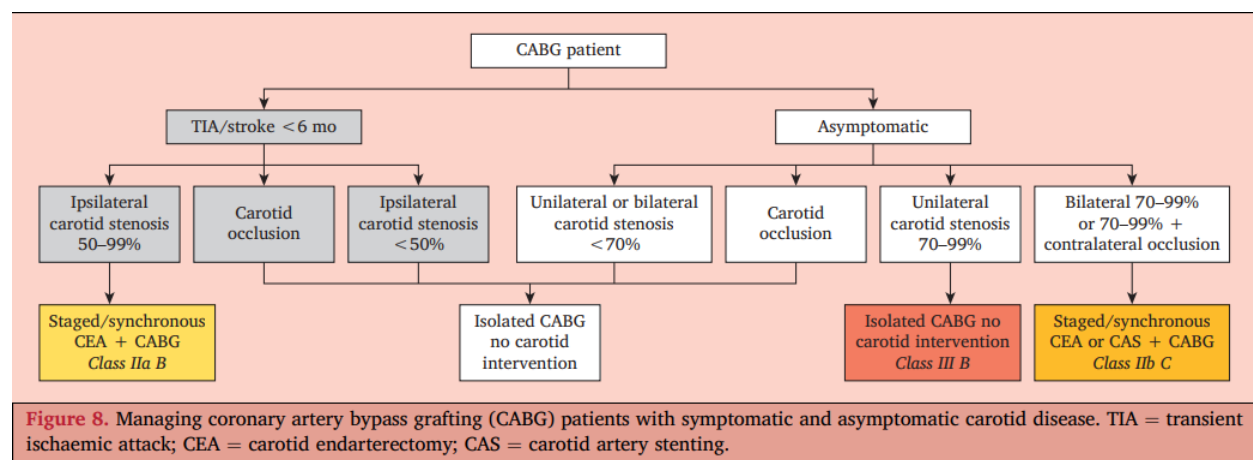 CABG patient
TIA/stroke <6 mo
Asymptomatic
Ipsilateral
carotid stenosis
50–99%
Carotid
occlusion
Ipsilateral
carotid stenosis
<50%
Unilateral or bilateral
carotid stenosis
<70%
Carotid
occlusion
Unilateral
carotid stenosis
70–99%
Bilateral 70–99%
or 70–99% +
contralateral occlusion
Staged/synchronous
CEA + CABG
Class IIa B
Isolated CABG
no carotid
intervention
Isolated CABG no
carotid intervention
Class III B
Staged/synchronous
CEA or CAS + CABG
Class IIb C
Figure 8. Managing coronary artery bypass grafting (CABG) patients with symptomatic and asymptomatic carotid disease. TIA = transient
ischaemic attack; CEA = carotid endarterectomy; CAS = carotid artery stenting.